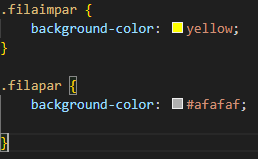 .filaimpar {
    background-color: yellow;
}
.filapar {
    background-color: #afafaf;
}